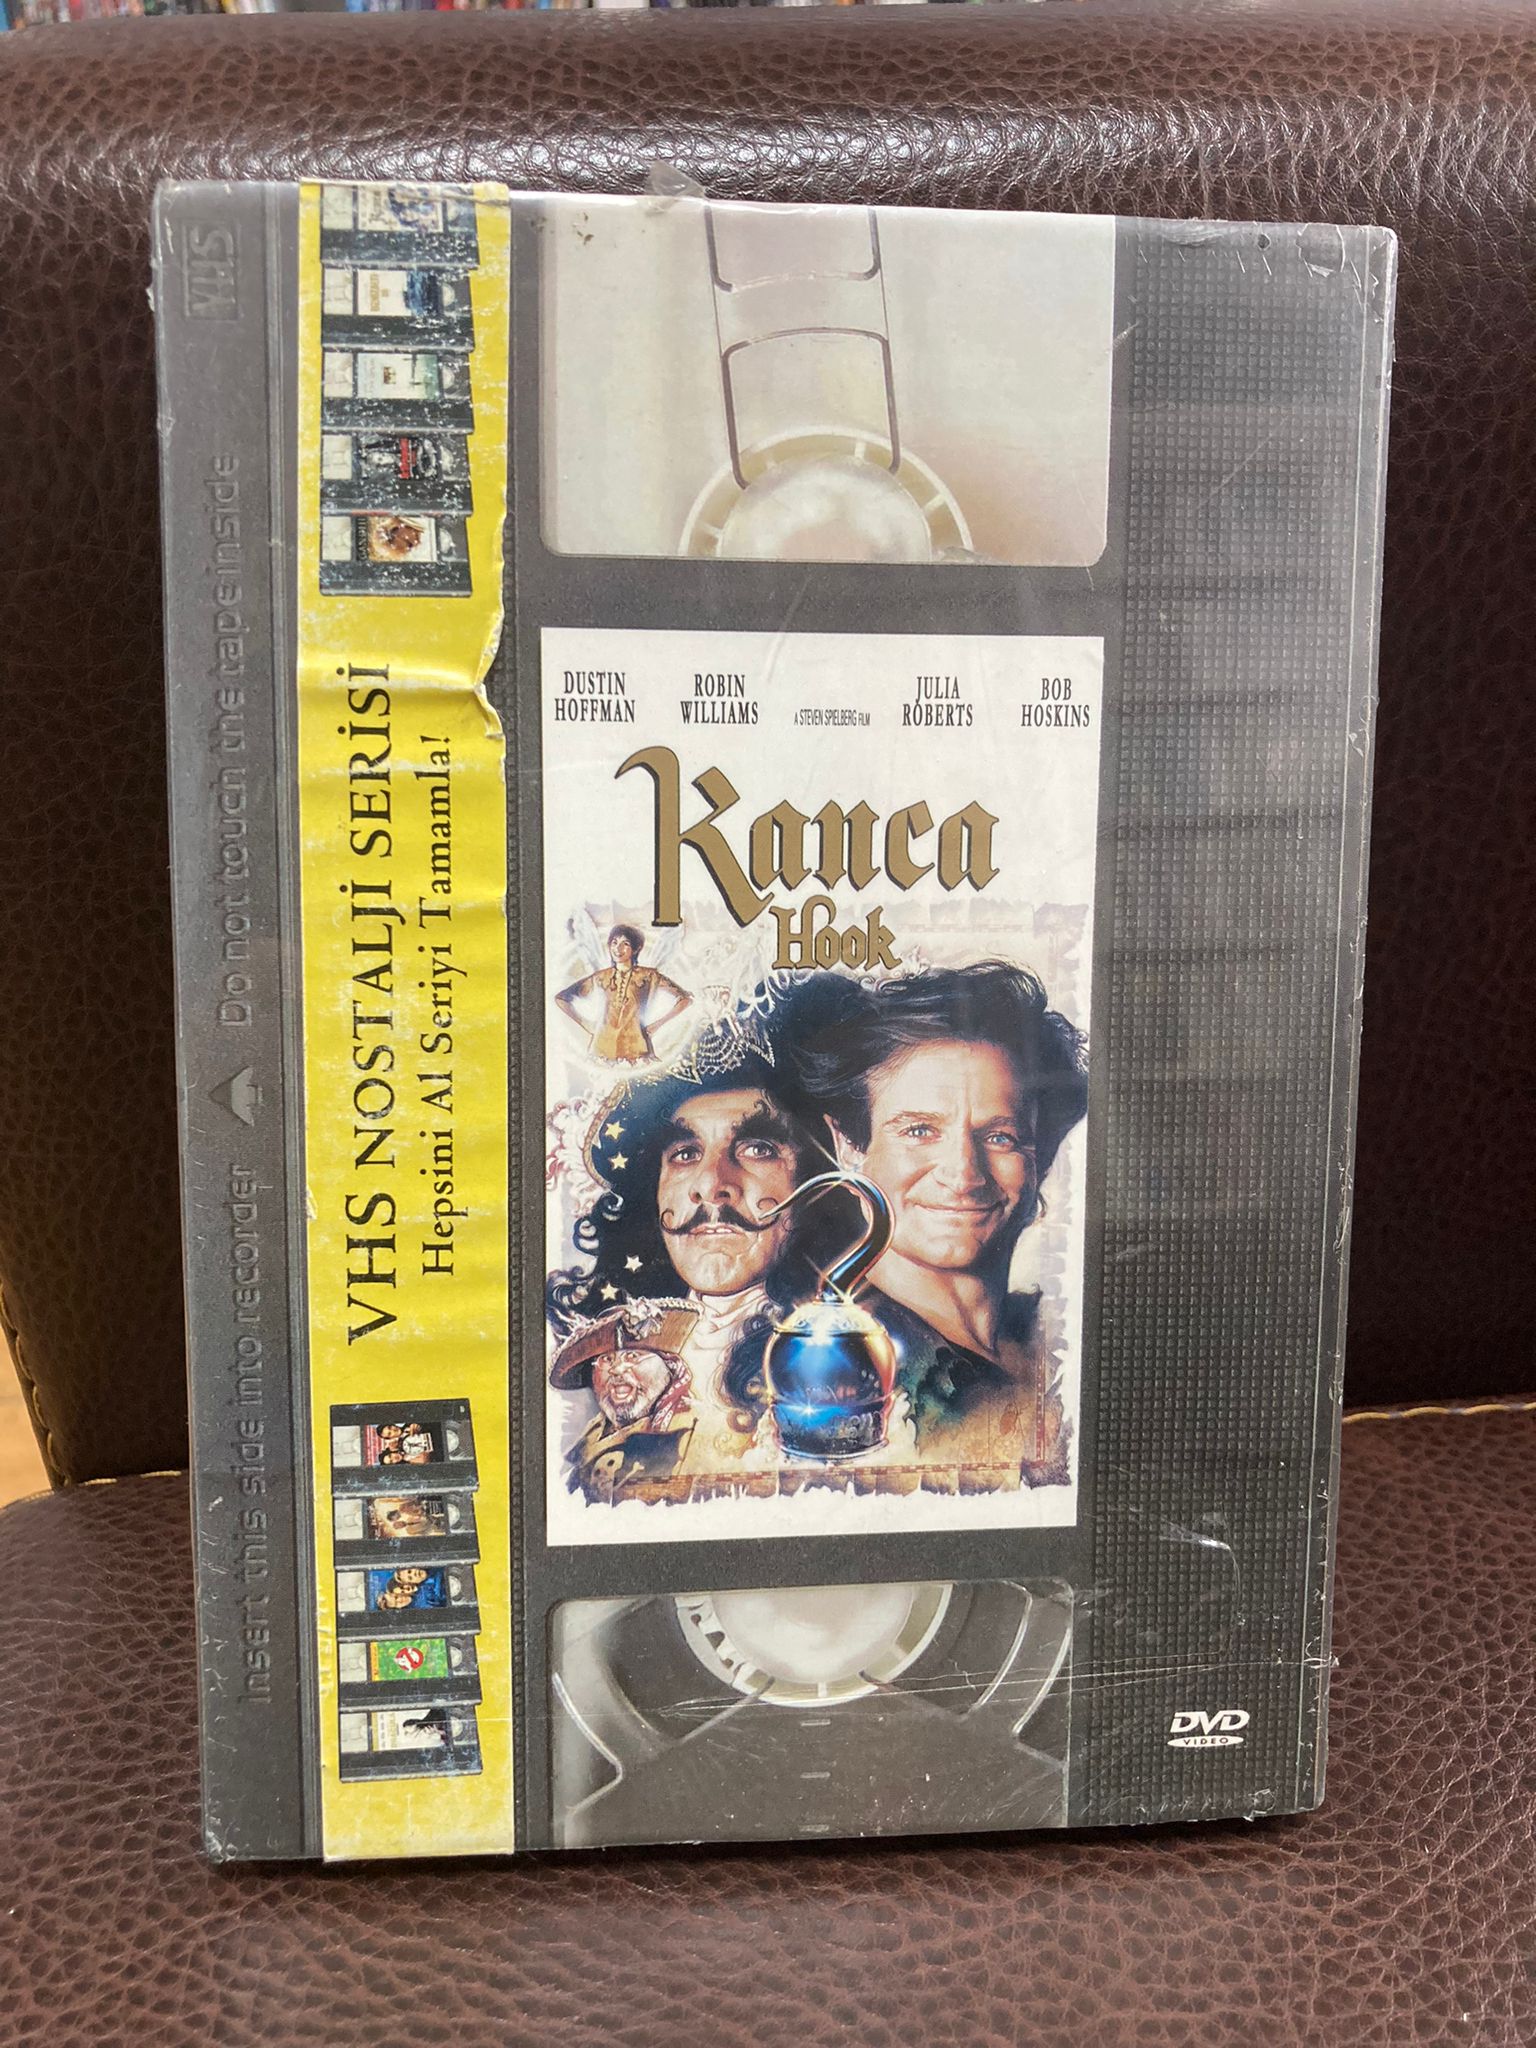 VHS
Do not touch the tape inside
Insert this side into recorder
VHS NOSTALJİ SERİSİ
Hepsini Al Seriyi Tamamla!
DUSTIN HOFFMAN
ROBIN WILLIAMS
A STEVEN SPIELBERG FILM
JULIA ROBERTS
BOB HOSKINS
Kanca
Hook
DVD
VIDEO